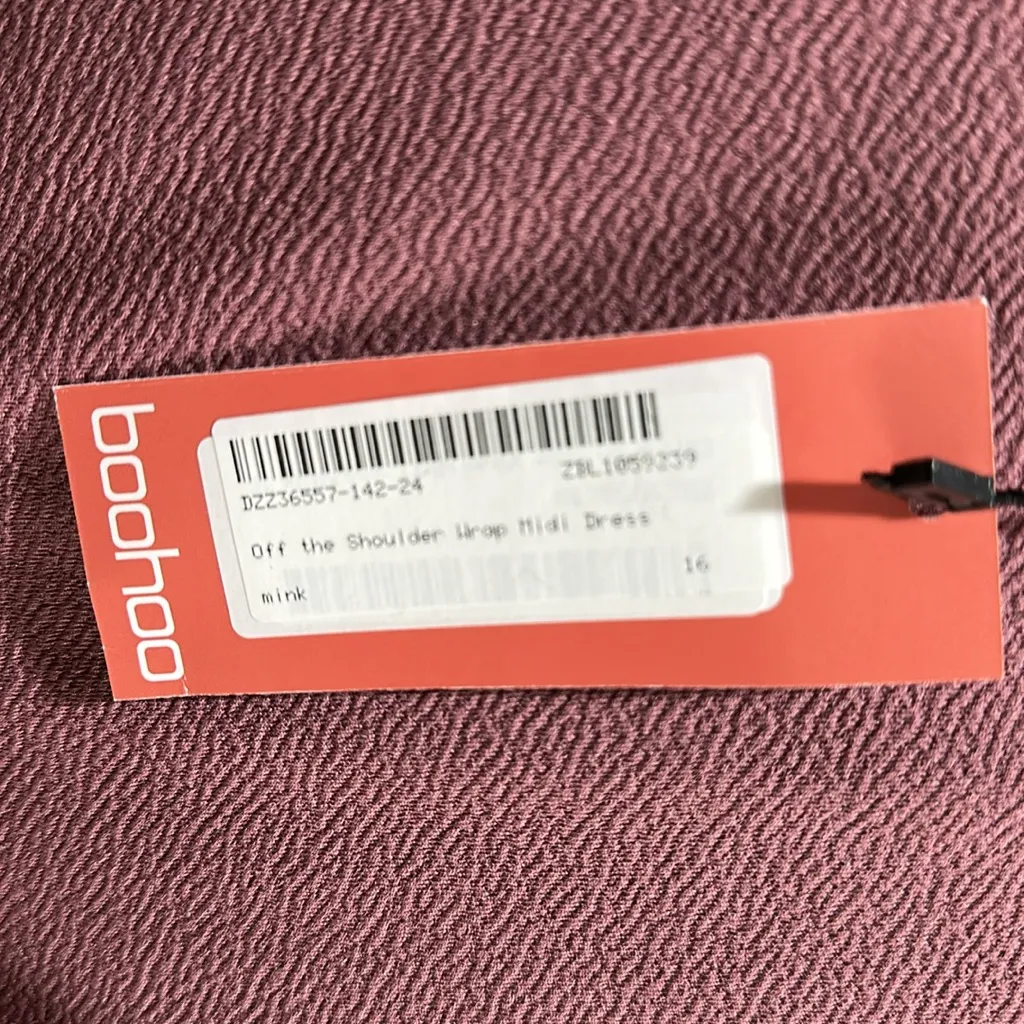 boohoo
DZZ36557-142-24
ZBL1059239
Off the Shoulder Wrap Midi Dress
mink
16